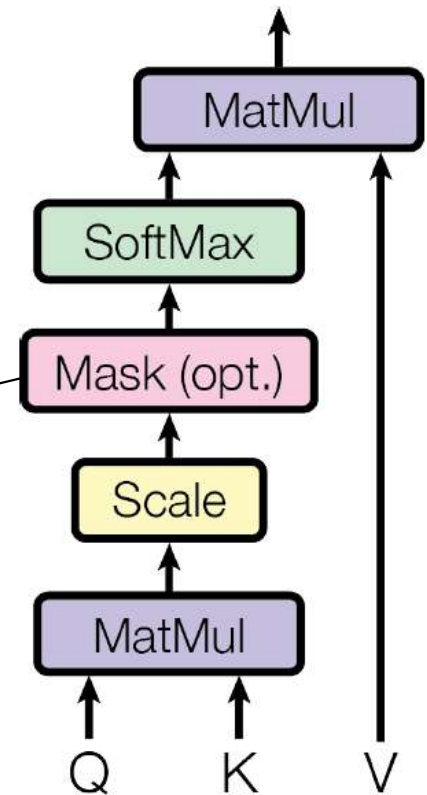 MatMul
SoftMax
Mask (opt.)
Scale
MatMul
Q K V